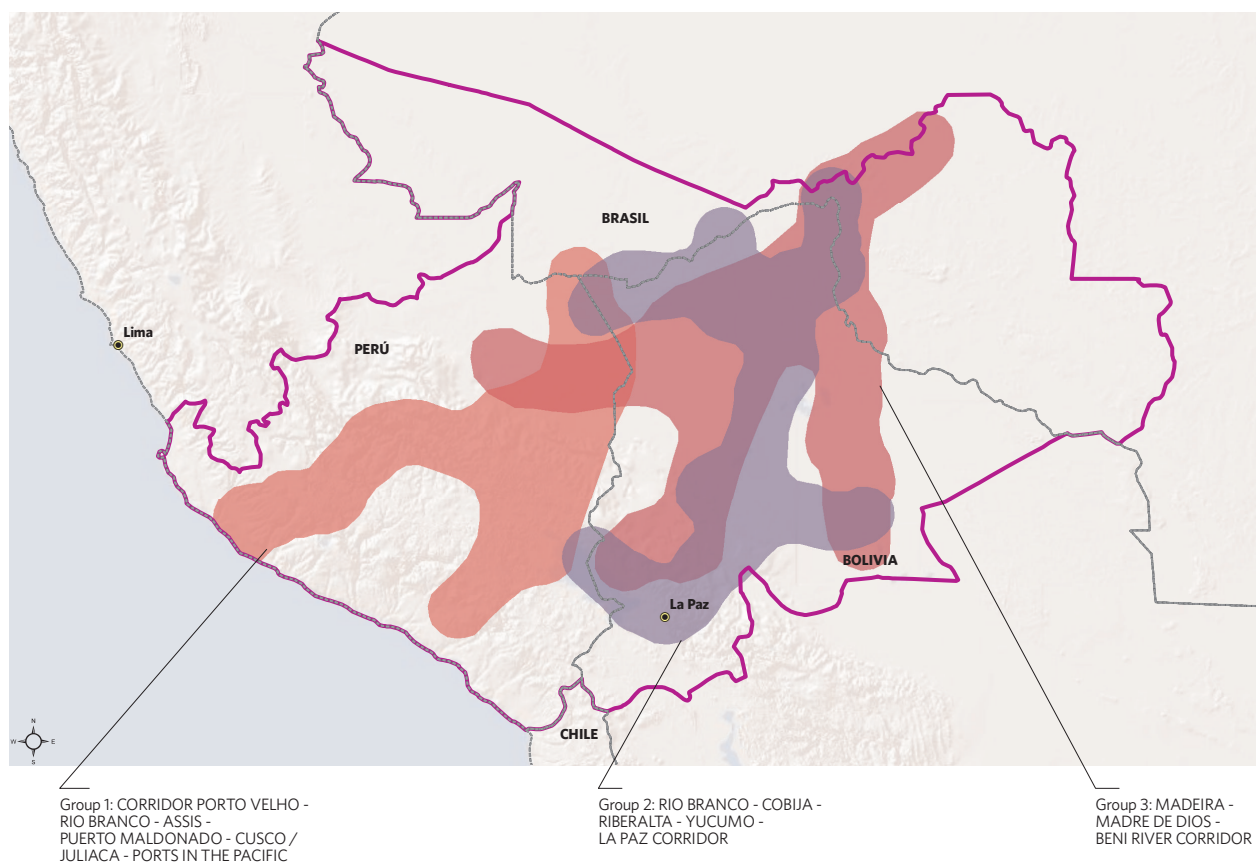 BRASIL
Lima
PERÚ
BOLIVIA
La Paz
N
W E
S
CHILE
Group 1: CORRIDOR PORTO VELHO -
RIO BRANCO - ASSIS -
PUERTO MALDONADO - CUSCO /
JULIACA - PORTS IN THE PACIFIC
Group 2: RIO BRANCO - COBIJA -
RIBERALTA - YUCUMO -
LA PAZ CORRIDOR
Group 3: MADEIRA -
MADRE DE DIOS -
BENI RIVER CORRIDOR